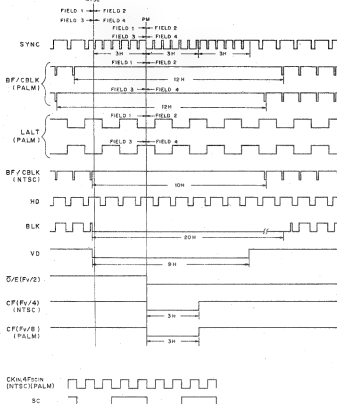 FIELD 1 FIELD 2
FIELD 3 FIELD 4
PM
FIELD 1 FIELD 2
FIELD 3 FIELD 4
SYNC
3H 3H 3H
FIELD 1 FIELD 2
BF/CBLK
(PALM)
12H
FIELD 3 FIELD 4
12H
FIELD 1 FIELD 2
LALT
(PALM)
FIELD 3 FIELD 4
BF/CBLK
(NTSC)
10H
HD
BLK
20H
VD
9H
O̅/E(FV/2)
CF(FV/4)
(NTSC)
3H
CF(FV/8)
(PALM)
3H
CKIN,4FSCIN
(NTSC)(PALM)
SC